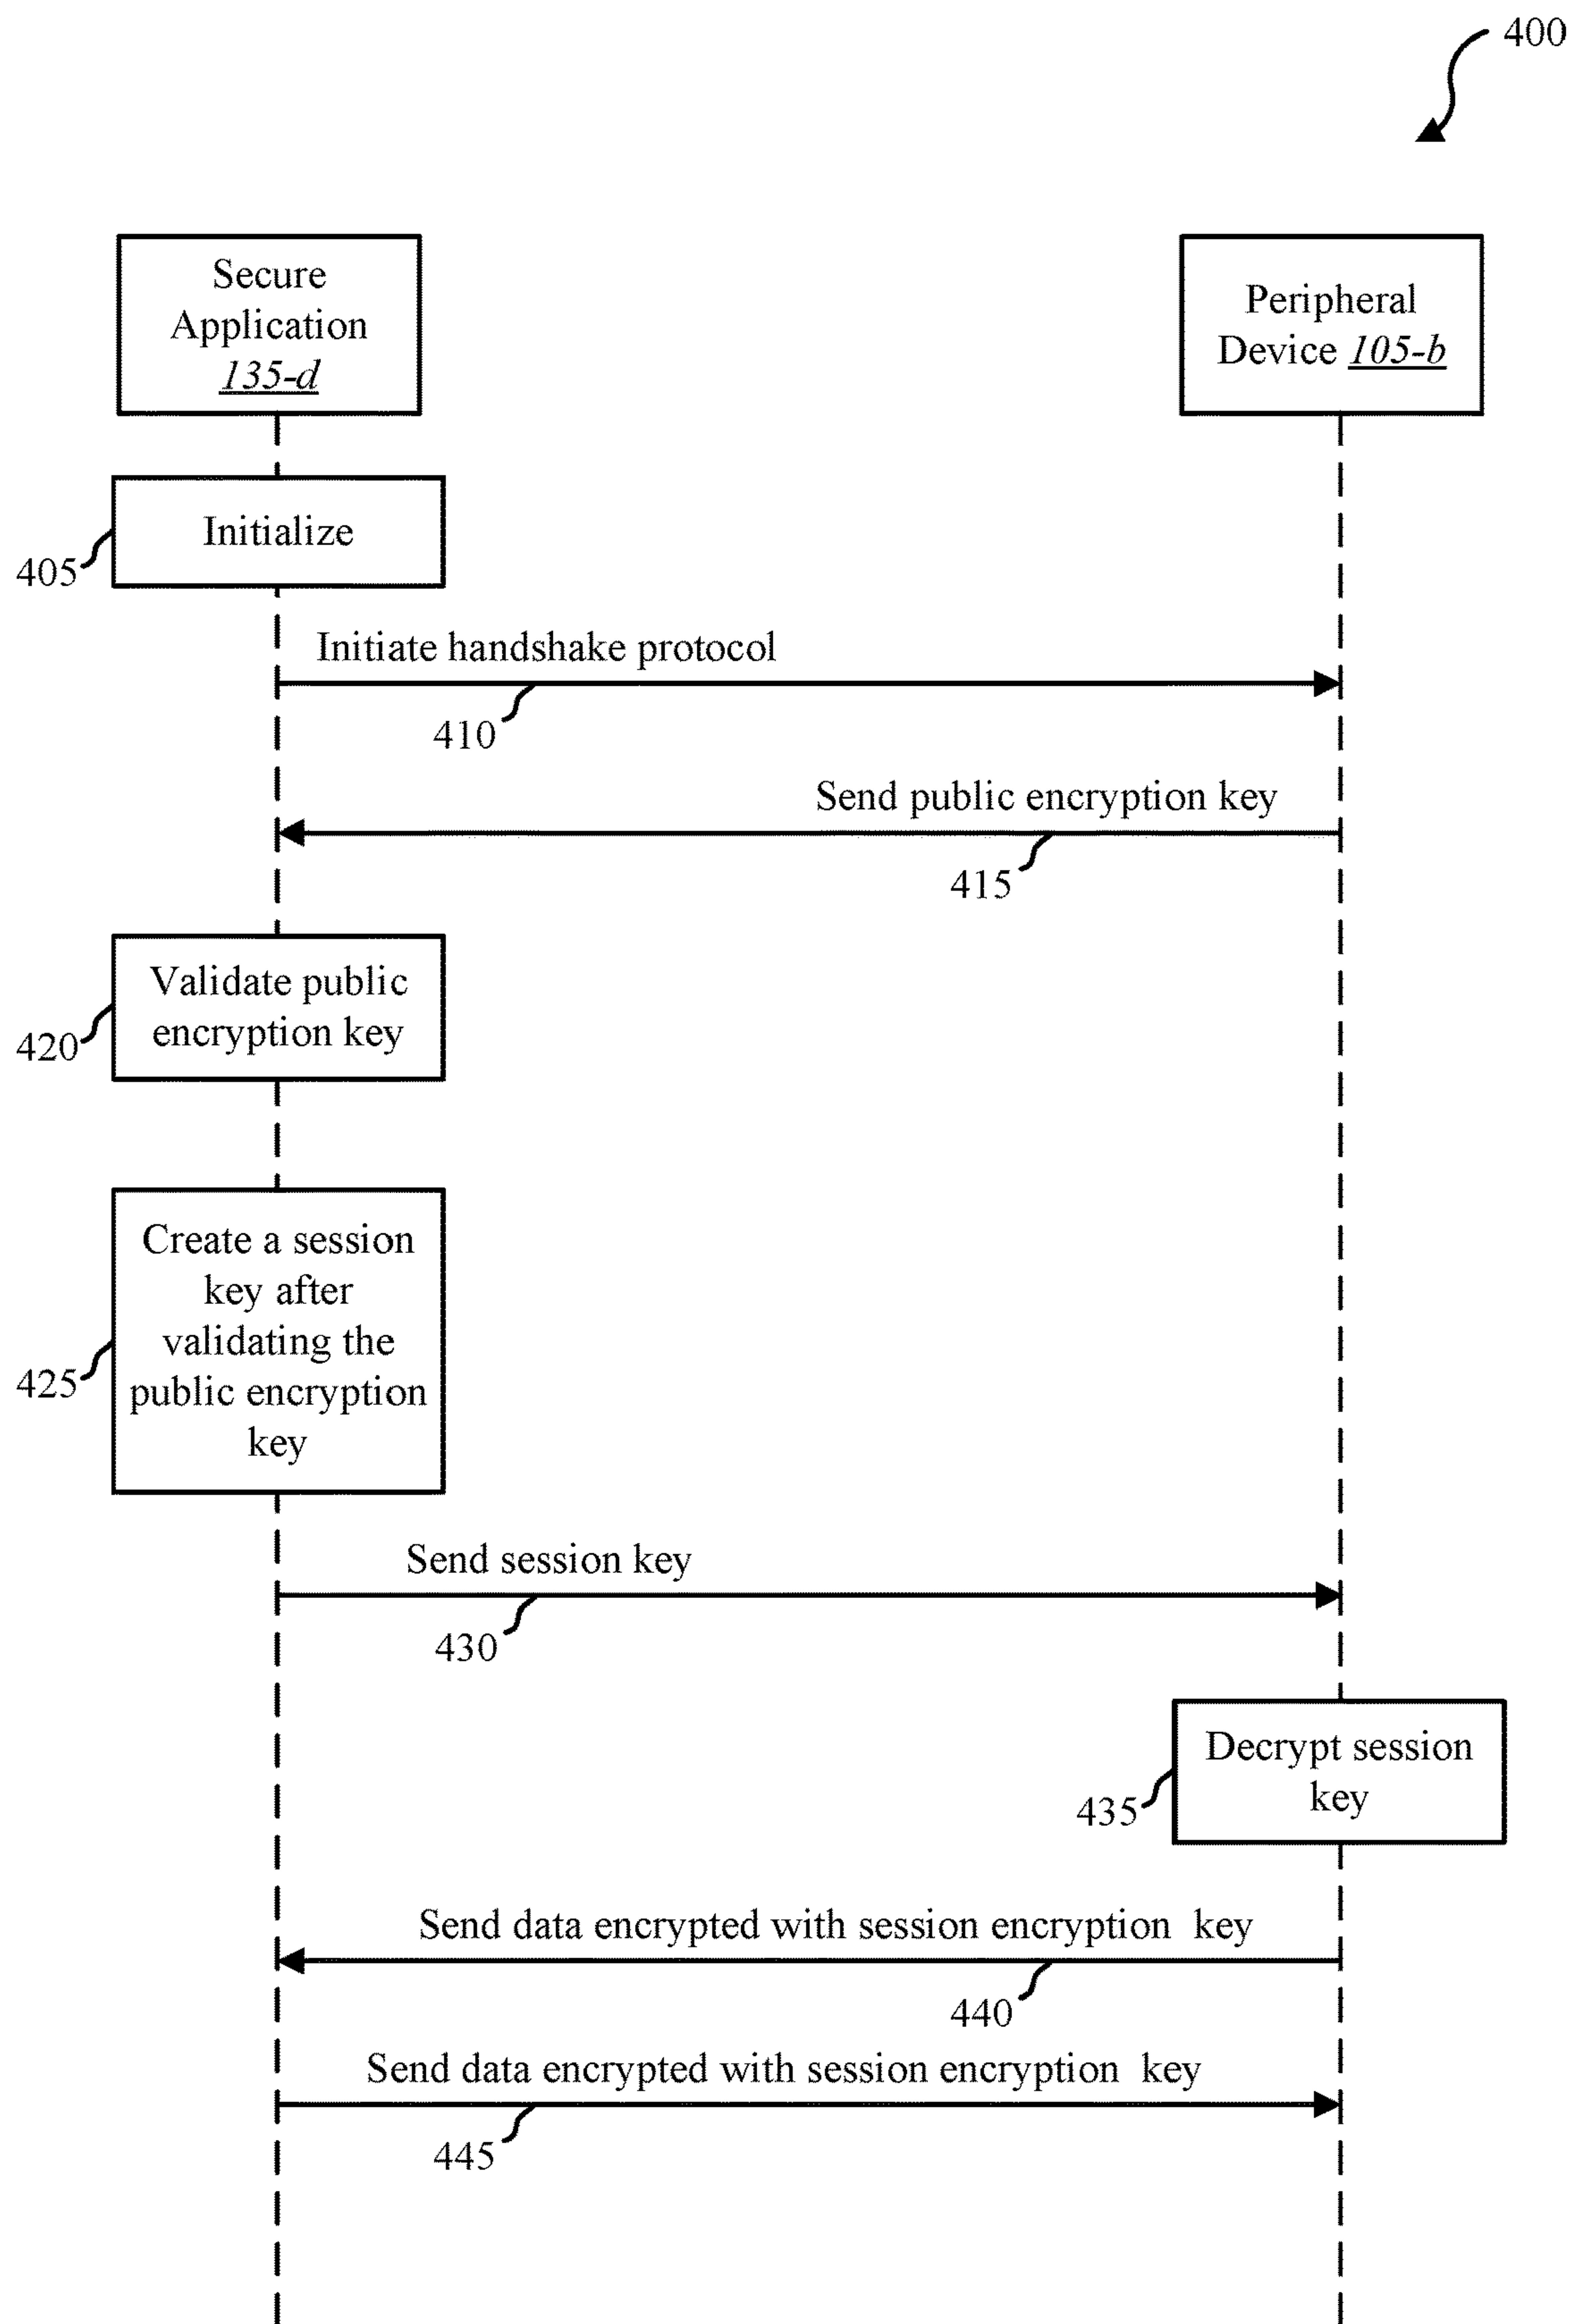 400
Secure
Application
135-d
Peripheral
Device 105-b
Initialize
405
Initiate handshake protocol
410
Send public encryption key
415
Validate public
encryption key
420
Create a session
key after
validating the
public encryption
key
425
Send session key
430
Decrypt session
key
435
Send data encrypted with session encryption key
440
Send data encrypted with session encryption key
445